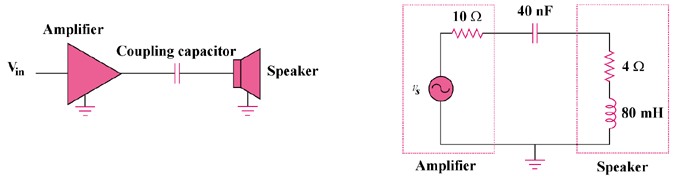 Amplifier
Coupling capacitor
Vin
Speaker
10 Ω
40 nF
vs
4 Ω
80 mH
Amplifier
Speaker